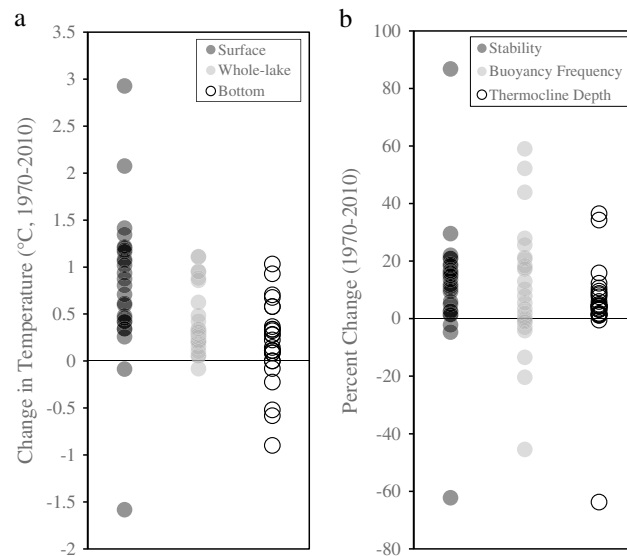 a
Change in Temperature (°C, 1970-2010)
3.5
3
2.5
2
1.5
1
0.5
0
-0.5
-1
-1.5
-2
Surface
Whole-lake
Bottom
b
Percent Change (1970-2010)
100
80
60
40
20
0
-20
-40
-60
-80
Stability
Buoyancy Frequency
Thermocline Depth